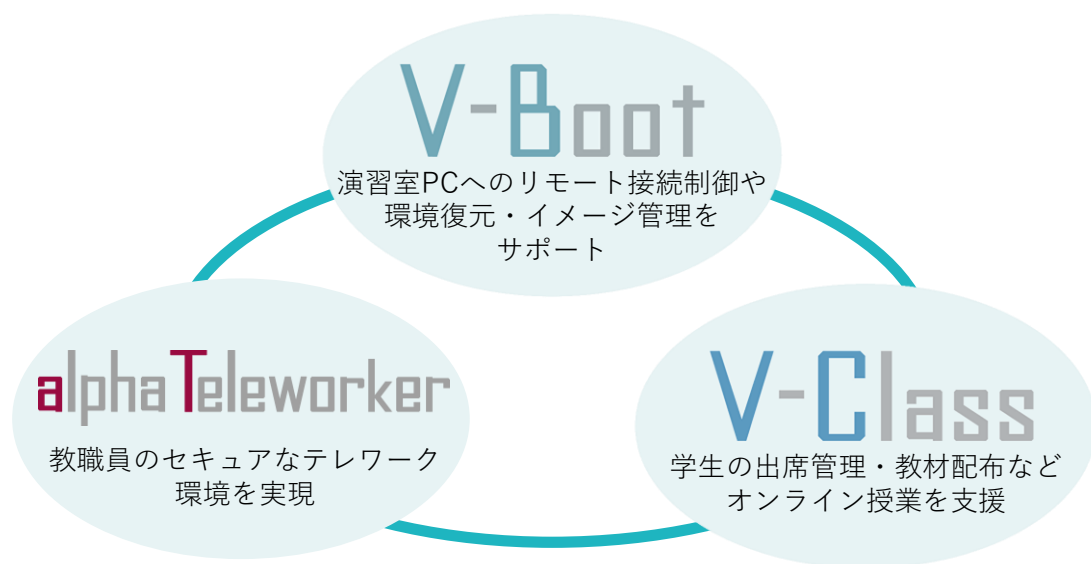 V-Boot
演習室PCへのリモート接続制御や
環境復元・イメージ管理を
サポート
alpha Teleworker
教職員のセキュアなテレワーク
環境を実現
V-Class
学生の出席管理・教材配布など
オンライン授業を支援